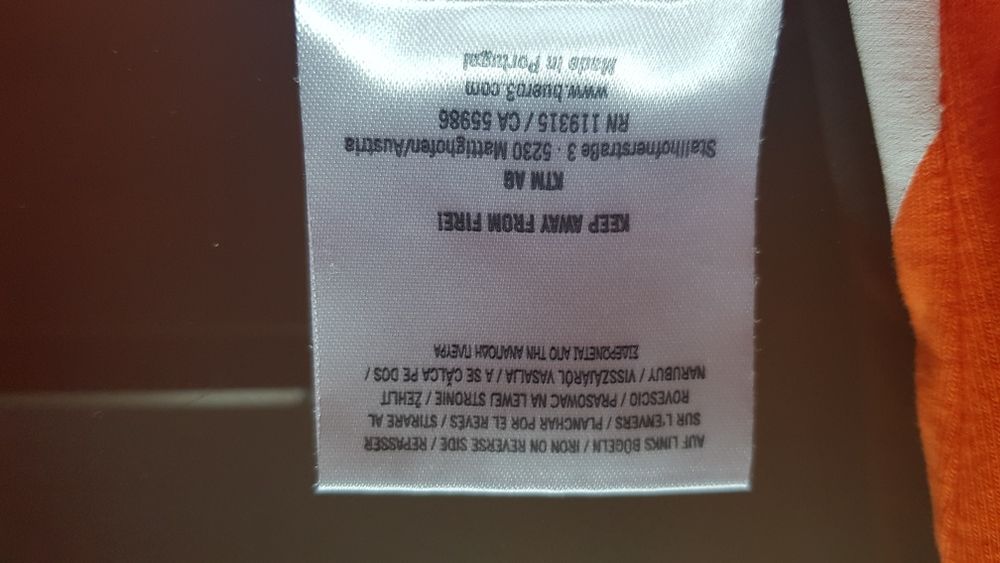 AUF LINKS BÜGELN / IRON ON REVERSE SIDE / REPASSER
SUR L'ENVERS / PLANCHAR POR EL REVÉS / STIRARE AL
ROVESCIO / PRASOWAĆ NA LEWEJ STRONIE / ŽEHLIT
NARUBUY / VISSZÁJÁRÓL VASALJA / A SE CĂLCA PE DOS /
ΣΙΔΕΡΩΝΕΤΑΙ ΑΠΟ ΤΗΝ ΑΝΑΠΟΔΗ ΠΛΕΥΡΑ
KEEP AWAY FROM FIRE!
KTM AG
Stallhofnerstraße 3 · 5230 Mattighofen/Austria
RN 119315 / CA 55986
www.buero3.com
Made in Portugal